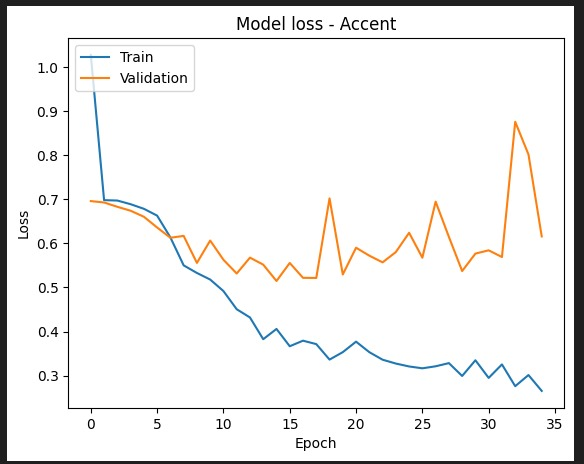 Model loss - Accent
Train
Validation
1.0
0.9
0.8
0.7
0.6
0.5
0.4
0.3
Loss
0 5 10 15 20 25 30 35
Epoch